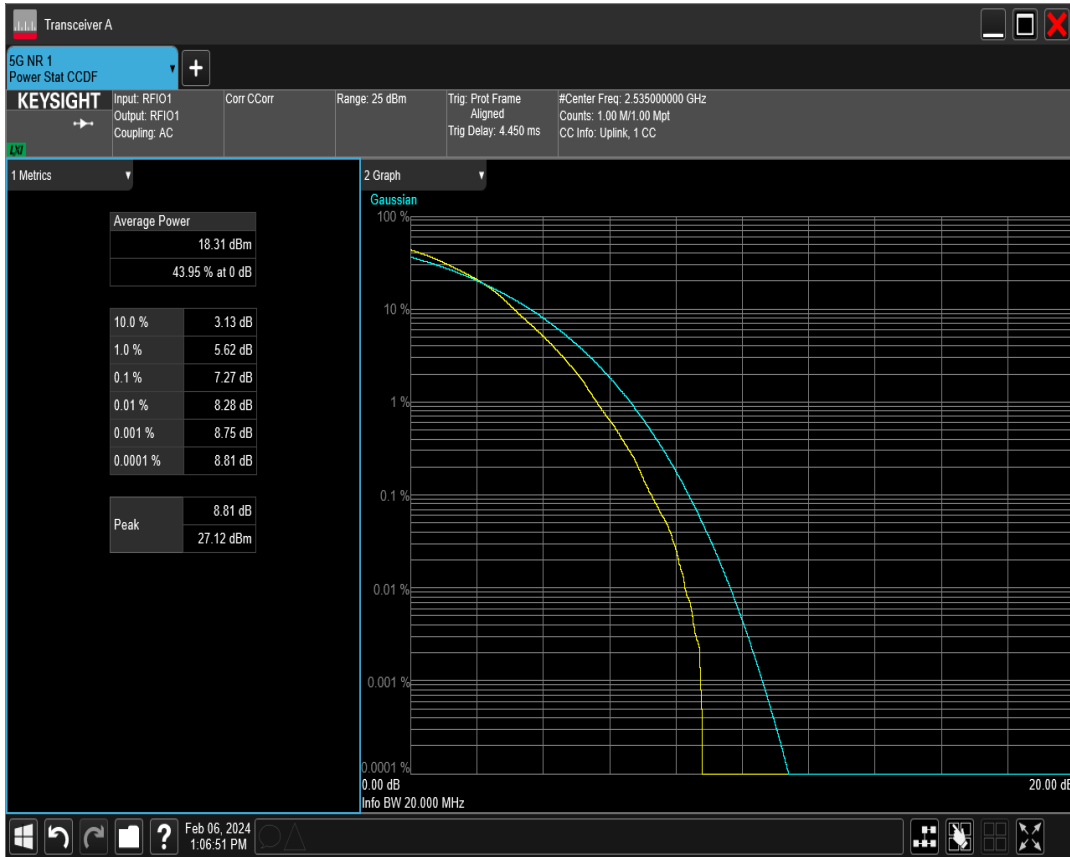 Transceiver A
5G NR 1
Power Stat CCDF
+
KEYSIGHT
LXI
Input: RFIO1
Output: RFIO1
Coupling: AC
Corr CCorr
Range: 25 dBm
Trig: Prot Frame
Aligned
Trig Delay: 4.450 ms
#Center Freq: 2.535000000 GHz
Counts: 1.00 M/1.00 Mpt
CC Info: Uplink, 1 CC
1 Metrics
Average Power
18.31 dBm
43.95 % at 0 dB
10.0 % 3.13 dB
1.0 % 5.62 dB
0.1 % 7.27 dB
0.01 % 8.28 dB
0.001 % 8.75 dB
0.0001 % 8.81 dB
Peak 8.81 dB
27.12 dBm
2 Graph
Gaussian
100 %
10 %
1 %
0.1 %
0.01 %
0.001 %
0.0001 %
0.00 dB 20.00 dB
Info BW 20.000 MHz
?
Feb 06, 2024
1:06:51 PM